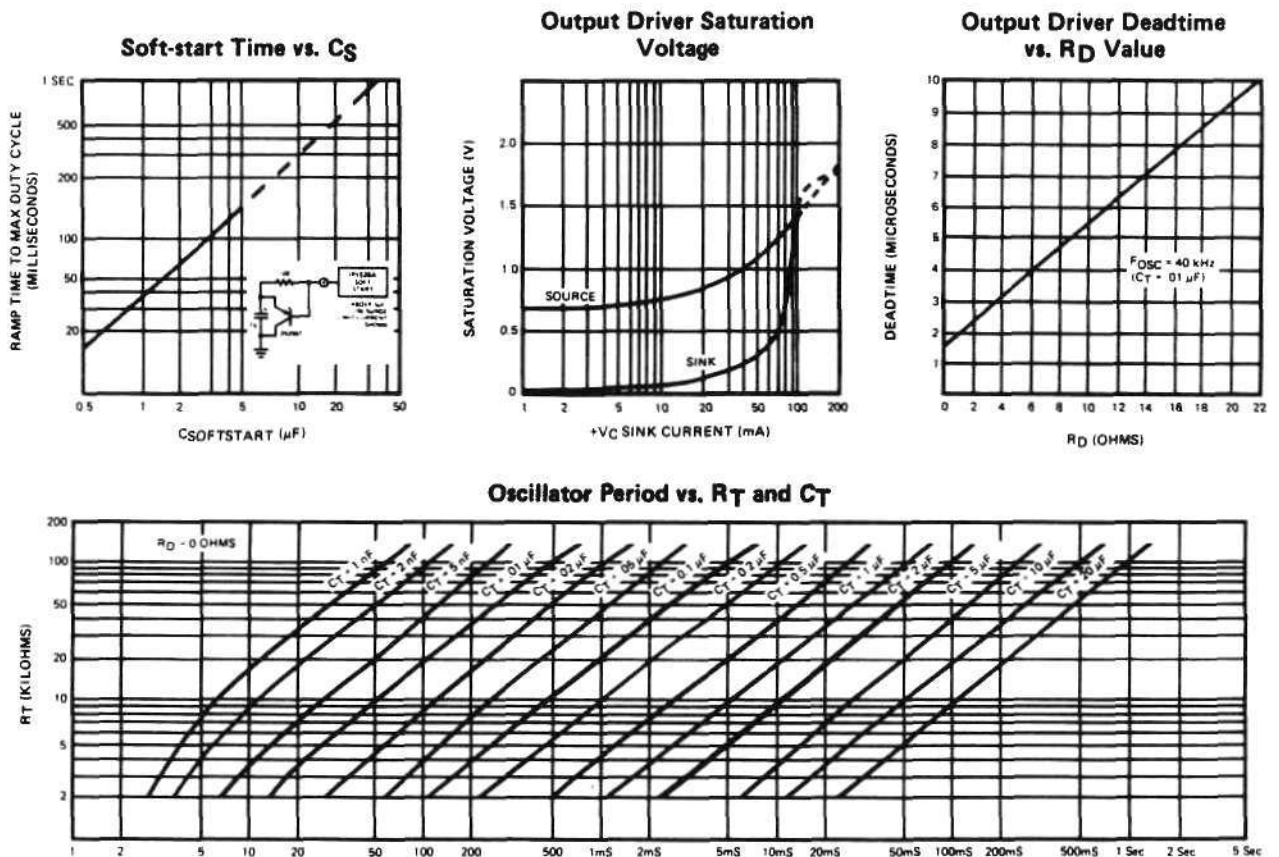 Soft-start Time vs. CS
RAMP TIME TO MAX DUTY CYCLE
(MILLISECONDS)
1 SEC
500
200
100
50
20
0.5 1 2 5 10 20 50
CSOFTSTART (μF)
SOFT
START
Output Driver Saturation
Voltage
SATURATION VOLTAGE (V)
2.0
1.5
1.0
0.5
0
SOURCE
SINK
1 2 5 10 20 50 100 200
+VC SINK CURRENT (mA)
Output Driver Deadtime
vs. RD Value
DEADTIME (MICROSECONDS)
10
9
8
7
6
5
4
3
2
1
FOSC = 40 kHz
(CT = .01 μF)
0 2 4 6 8 10 12 14 16 18 20 22
RD (OHMS)
Oscillator Period vs. RT and CT
RT (KILOHMS)
200
100
50
20
10
5
2
RD = 0 OHMS
CT = 1 nF
CT = 2 nF
CT = 5 nF
CT = .01 μF
CT = .02 μF
CT = .05 μF
CT = 0.1 μF
CT = 0.2 μF
CT = 0.5 μF
CT = 1 μF
CT = 2 μF
CT = 5 μF
CT = 10 μF
CT = 20 μF
1 2 5 10 20 50 100 200 500 1mS 2mS 5mS 10mS 20mS 50mS 100mS 200mS 500mS 1 Sec 2 Sec 5 Sec